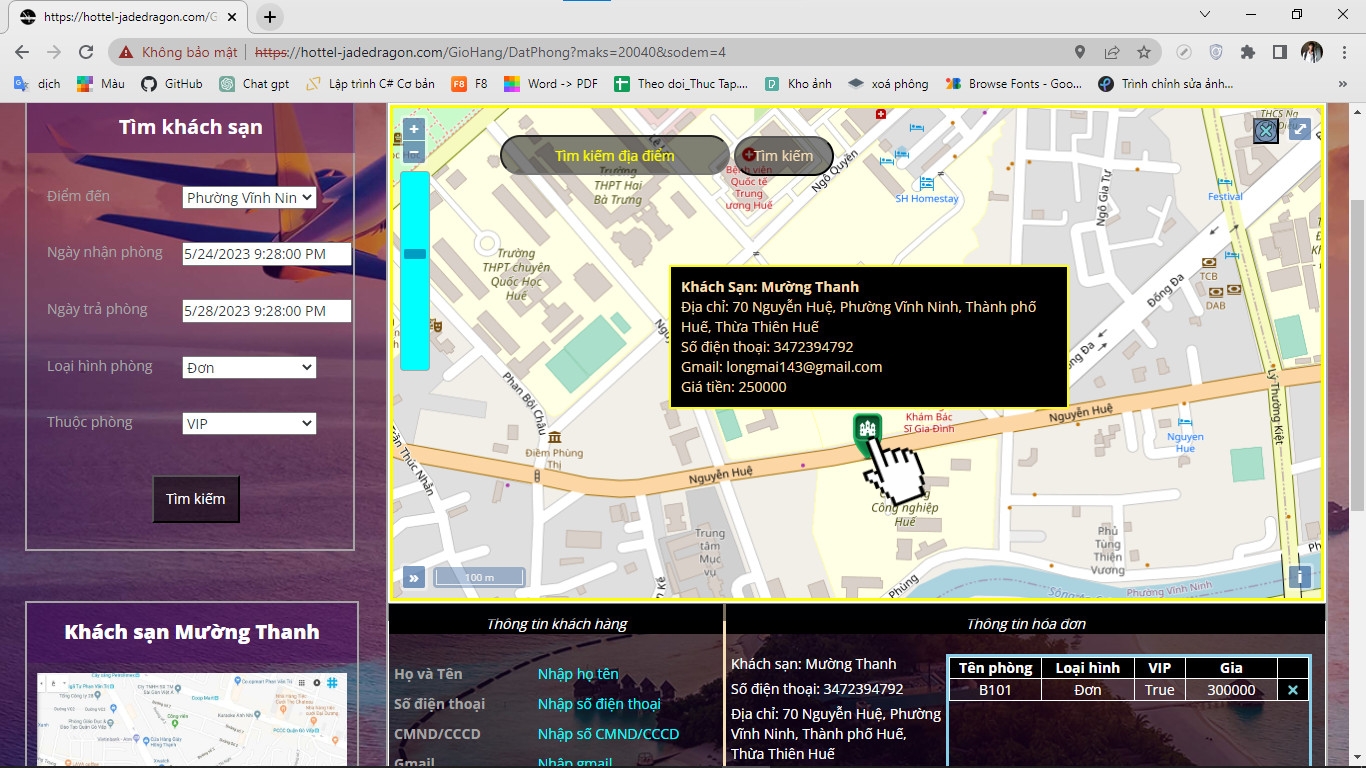 https://hottel-jadedragon.com/G
Không bảo mật
https://hottel-jadedragon.com/GioHang/DatPhong?maks=20040&sodem=4
dịch
Màu
GitHub
Chat gpt
Lập trình C# Cơ bản
F8
F8
Word -> PDF
Theo doi_Thuc Tap....
Kho ảnh
xoá phông
Browse Fonts - Goo...
Trình chỉnh sửa ảnh...
»
Tìm khách sạn
Điểm đến
Phường Vĩnh Nin
Ngày nhận phòng
5/24/2023 9:28:00 PM
Ngày trả phòng
5/28/2023 9:28:00 PM
Loại hình phòng
Đơn
Thuộc phòng
VIP
Tìm kiếm
Khách sạn Mường Thanh
+
−
Tìm kiếm địa điểm
Tìm kiếm
Trường
THPT Hai
Bà Trưng
Bệnh viện
Quốc tế
Trung
ương Huế
Ngô Quyền
SH Homestay
THCS Ng
Ngô Gia Tự
Festival
TCB
DAB
Đống Đa
Trường
THPT chuyên
Quốc Học
Huế
Khách Sạn: Mường Thanh
Địa chỉ: 70 Nguyễn Huệ, Phường Vĩnh Ninh, Thành phố
Huế, Thừa Thiên Huế
Số điện thoại: 3472394792
Gmail: longmai143@gmail.com
Giá tiền: 250000
Phan Bội Châu
Điềm Phùng
Thị
Trần Thúc Nhẫn
Nguyễn Huệ
Khám Bác
Sĩ Gia Đình
Nguyễn Huệ
Nguyen
Hue
Lý Thường Kiệt
Công nghiệp
Huế
Trung
tâm Mục
vụ
Phủ
Tùng
Thiện
Vương
Phường Vĩnh Ninh
»
100 m
i
Thông tin khách hàng
Họ và Tên
Nhập họ tên
Số điện thoại
Nhập số điện thoại
CMND/CCCD
Nhập số CMND/CCCD
Gmail
Nhập gmail
Thông tin hóa đơn
Khách sạn: Mường Thanh
Số điện thoại: 3472394792
Địa chỉ: 70 Nguyễn Huệ, Phường
Vĩnh Ninh, Thành phố Huế,
Thừa Thiên Huế
Tên phòng Loại hình VIP Gia
B101 Đơn True 300000 ×